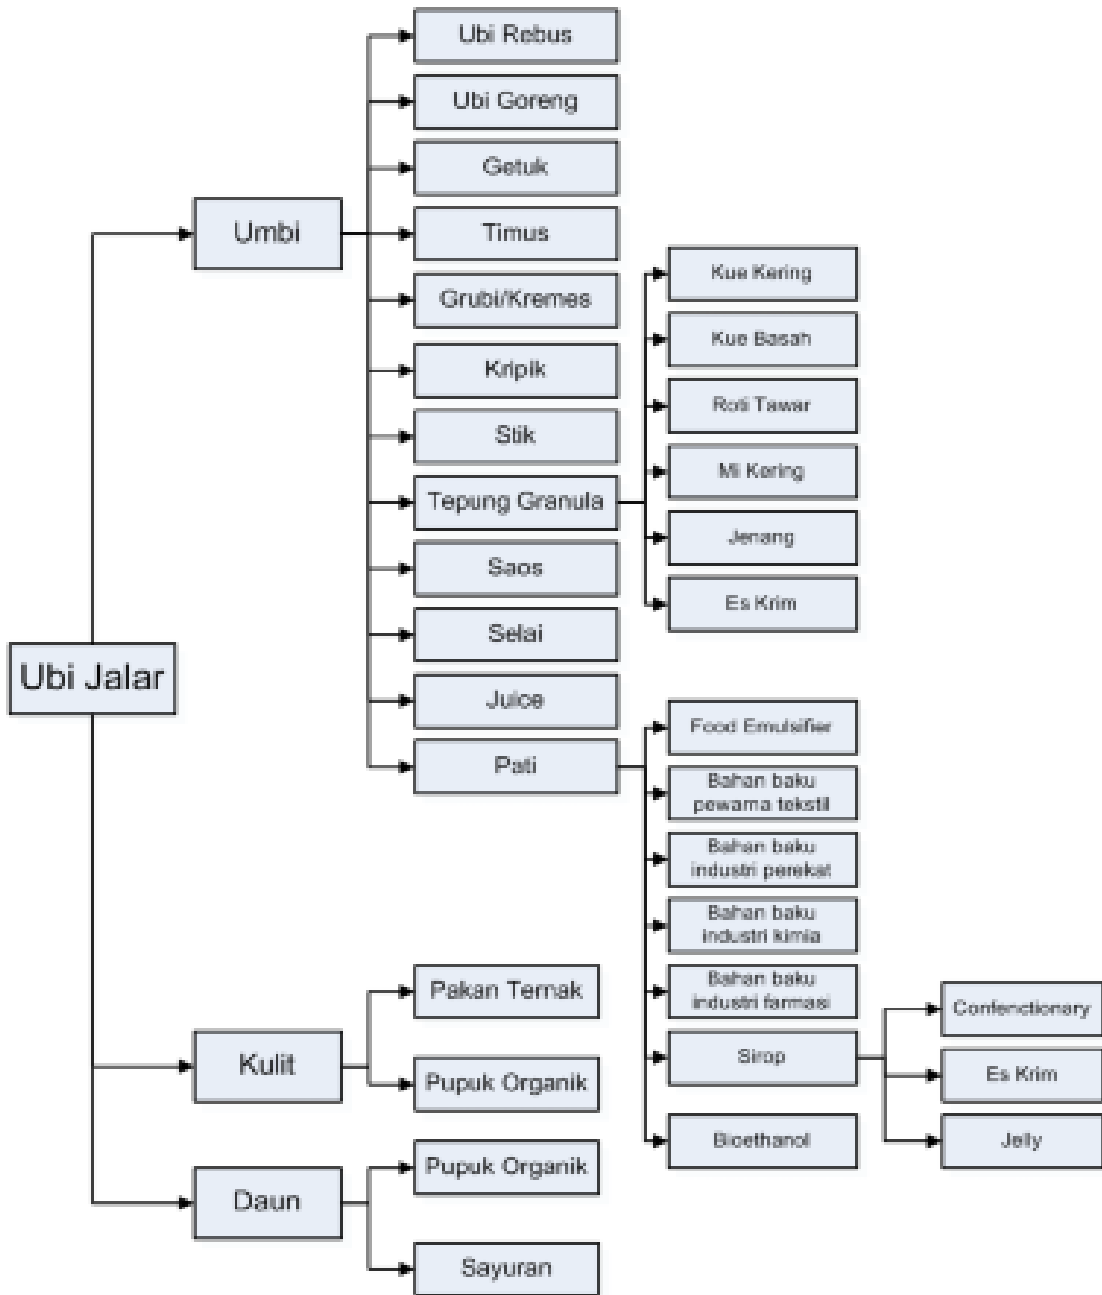 Ubi Rebus
Ubi Goreng
Getuk
Umbi
Timus
Grubi/Kremes
Kripik
Stik
Tepung Granula
Saos
Selai
Juice
Pati
Kue Kering
Kue Basah
Roti Tawar
Mi Kering
Jenang
Es Krim
Ubi Jalar
Food Emulsifier
Bahan baku
pewarna tekstil
Bahan baku
industri perekat
Bahan baku
industri kimia
Bahan baku
industri farmasi
Sirop
Bioethanol
Confenctionary
Es Krim
Jelly
Kulit
Pakan Ternak
Pupuk Organik
Daun
Pupuk Organik
Sayuran